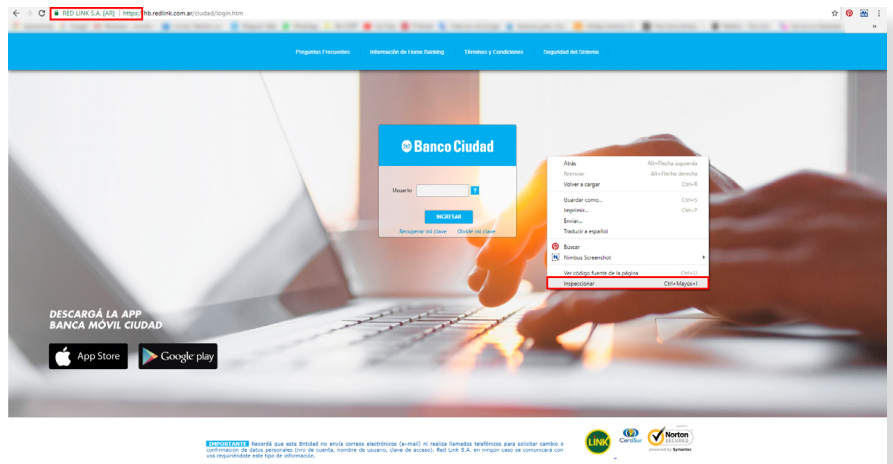 RED LINK S.A. [AR] | https://hb.redlink.com.ar/ciudad/login.htm
Preguntas Frecuentes Información de Home Banking Términos y Condiciones Seguridad del Sistema
Banco Ciudad
Usuario ?
INGRESAR
Recuperar mi clave Olvidé mi clave
Atrás Alt+Flecha izquierda
Reenviar Alt+Flecha derecha
Volver a cargar Ctrl+R
Guardar como... Ctrl+S
Imprimir... Ctrl+P
Enviar...
Traducir a español
Buscar
Nimbus Screenshot
Ver código fuente de la página Ctrl+U
Inspeccionar Ctrl+Mayús+I
DESCARGÁ LA APP
BANCA MÓVIL CIUDAD
App Store Google play
IMPORTANTE Recordá que esta Entidad no envía correos electrónicos (e-mail) ni realiza llamados telefónicos para solicitar cambio o
confirmación de datos personales (nro de cuenta, nombre de usuario, clave de acceso). Red Link S.A. en ningún caso se comunicará con
vos requiriéndote este tipo de información.
LINK
CertiSur
Norton
SECURED
powered by Symantec